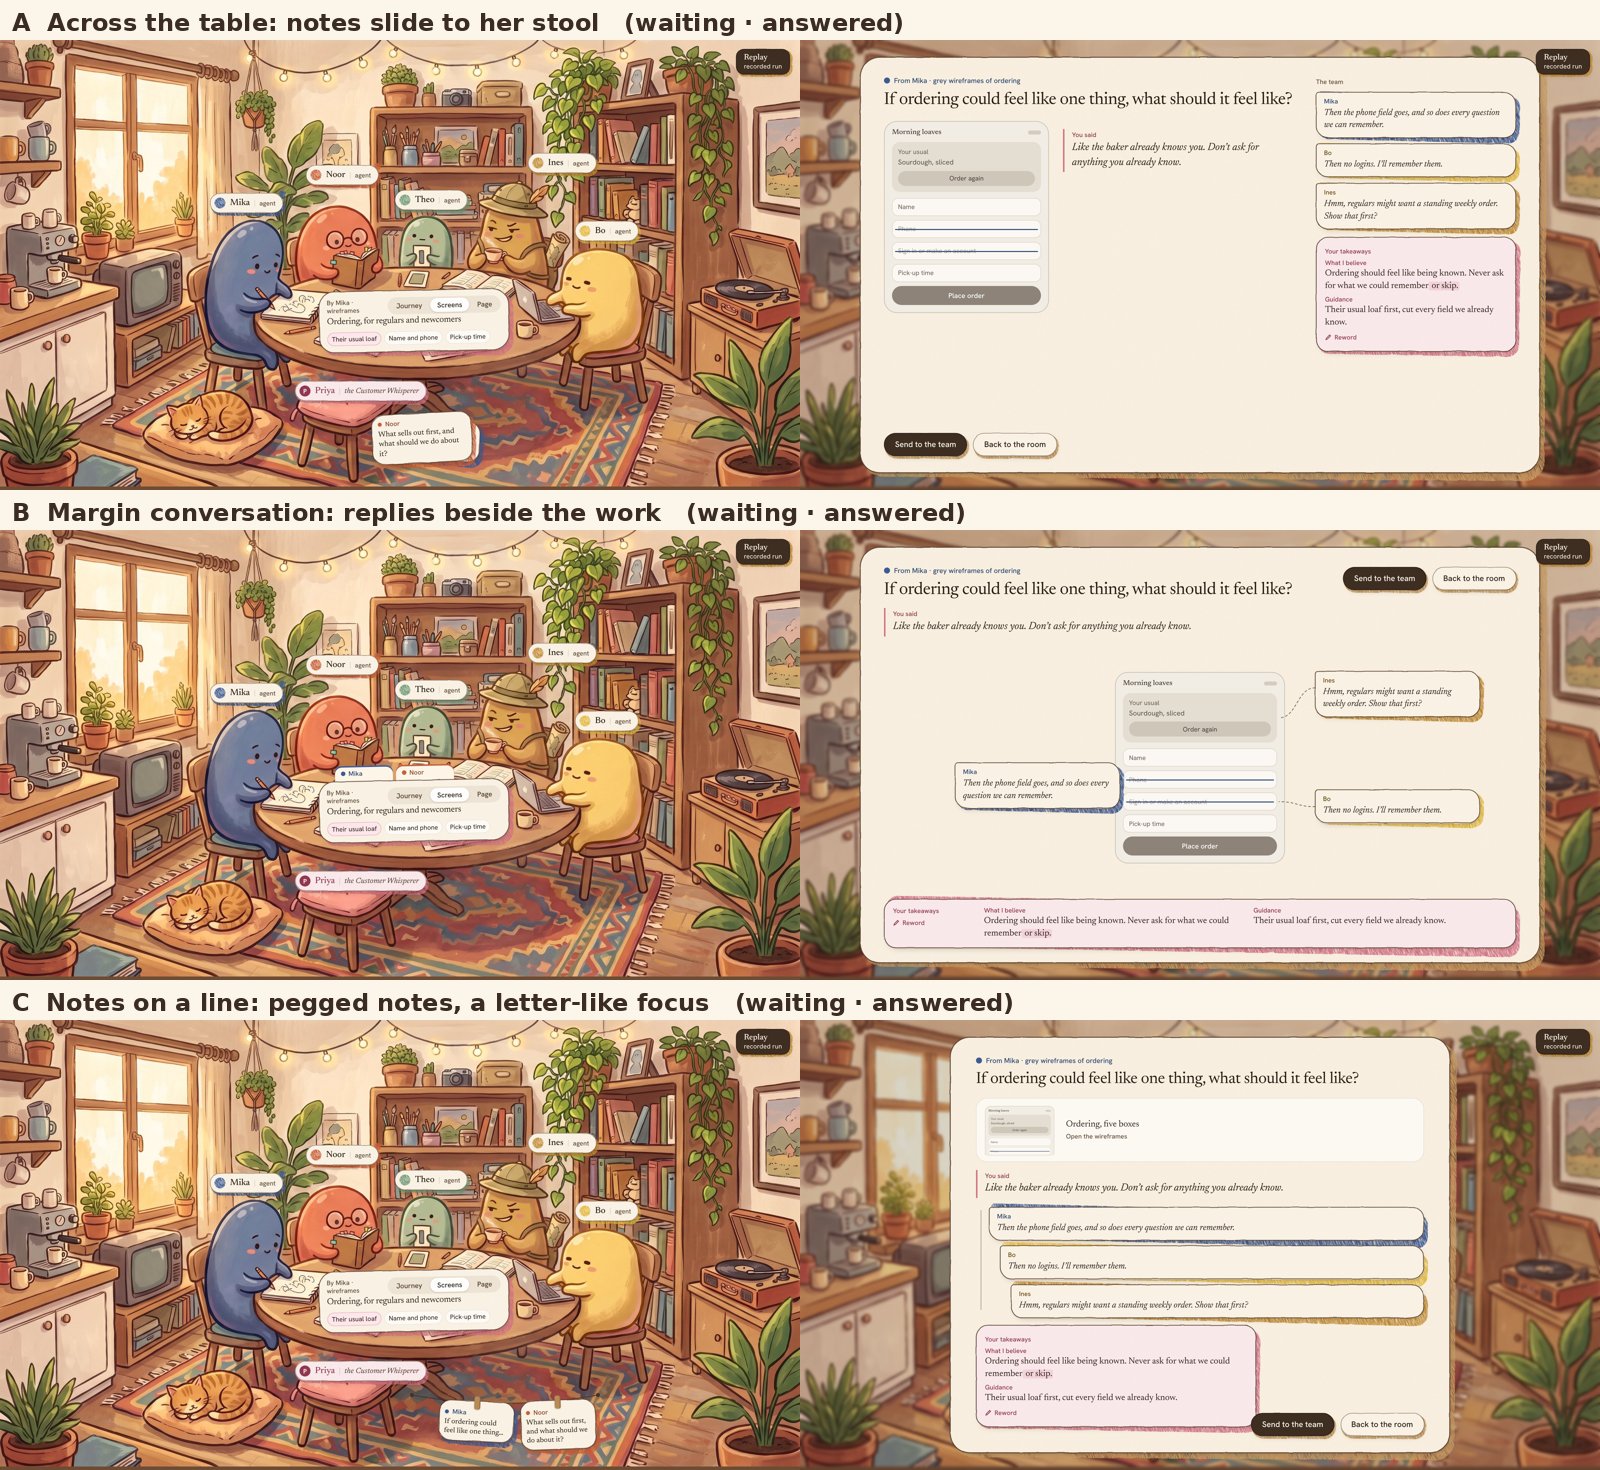 A Across the table: notes slide to her stool (waiting · answered)
Replay
recorded run
Ines | agent
Noor | agent
Mika | agent
Theo | agent
Bo | agent
By Mika ·
wireframes
Journey Screens Page
Ordering, for regulars and newcomers
Their usual loaf Name and phone Pick-up time
P Priya | the Customer Whisperer
Noor
What sells out first, and
what should we do about
it?
Replay
recorded run
From Mika · grey wireframes of ordering
If ordering could feel like one thing, what should it feel like?
Morning loaves
Your usual
Sourdough, sliced
Order again
Name
Phone
Sign in or make an account
Pick-up time
Place order
You said
Like the baker already knows you. Don't ask for
anything you already know.
The team
Mika
Then the phone field goes, and so does every question
we can remember.
Bo
Then no logins. I'll remember them.
Ines
Hmm, regulars might want a standing weekly order.
Show that first?
Your takeaways
What I believe
Ordering should feel like being known. Never ask
for what we could remember or skip.
Guidance
Their usual loaf first, cut every field we already
know.
Reword
Send to the team Back to the room
B Margin conversation: replies beside the work (waiting · answered)
Replay
recorded run
Ines | agent
Noor | agent
Mika | agent
Theo | agent
Bo | agent
Mika Noor
By Mika ·
wireframes
Journey Screens Page
Ordering, for regulars and newcomers
Their usual loaf Name and phone Pick-up time
P Priya | the Customer Whisperer
Replay
recorded run
From Mika · grey wireframes of ordering
If ordering could feel like one thing, what should it feel like?
Send to the team Back to the room
You said
Like the baker already knows you. Don't ask for anything you already know.
Morning loaves
Your usual
Sourdough, sliced
Order again
Name
Phone
Sign in or make an account
Pick-up time
Place order
Ines
Hmm, regulars might want a standing
weekly order. Show that first?
Mika
Then the phone field goes, and so does every
question we can remember.
Bo
Then no logins. I'll remember them.
Your takeaways
Reword
What I believe
Ordering should feel like being known. Never ask for what we could
remember or skip.
Guidance
Their usual loaf first, cut every field we already know.
C Notes on a line: pegged notes, a letter-like focus (waiting · answered)
Replay
recorded run
Ines | agent
Noor | agent
Mika | agent
Theo | agent
Bo | agent
By Mika ·
wireframes
Journey Screens Page
Ordering, for regulars and newcomers
Their usual loaf Name and phone Pick-up time
P Priya | the Customer Whisperer
Mika
If ordering could
feel like one thing...
Noor
What sells out first,
and what should we
do about it?
Replay
recorded run
From Mika · grey wireframes of ordering
If ordering could feel like one thing, what should it feel like?
Morning loaves
Your usual
Sourdough, sliced
Order again
Name
Ordering, five boxes
Open the wireframes
You said
Like the baker already knows you. Don't ask for anything you already know.
Mika
Then the phone field goes, and so does every question we can remember.
Bo
Then no logins. I'll remember them.
Ines
Hmm, regulars might want a standing weekly order. Show that first?
Your takeaways
What I believe
Ordering should feel like being known. Never ask for what we could
remember or skip.
Guidance
Their usual loaf first, cut every field we already know.
Reword
Send to the team Back to the room